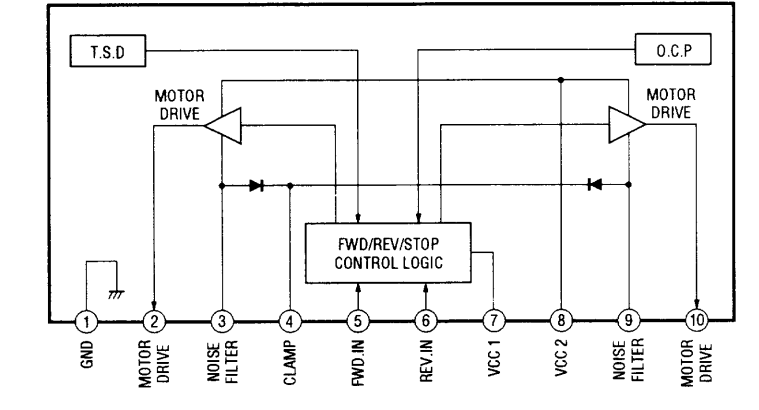 T.S.D
O.C.P
MOTOR
DRIVE
MOTOR
DRIVE
FWD/REV/STOP
CONTROL LOGIC
1
2
3
4
5
6
7
8
9
10
GND
MOTOR
DRIVE
NOISE
FILTER
CLAMP
FWD.IN
REV.IN
VCC 1
VCC 2
NOISE
FILTER
MOTOR
DRIVE